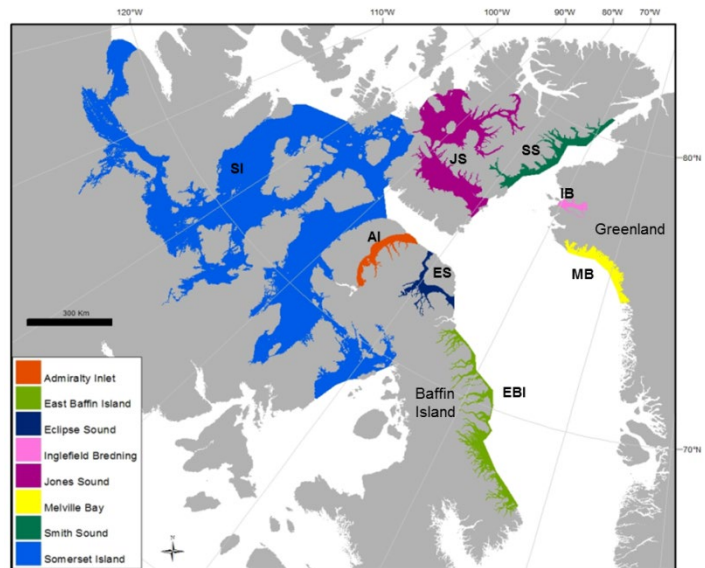 120°W
110°W
100°W
90°W
80°W
70°W
SI
JS
SS
80°N
IB
Greenland
AI
ES
MB
300 Km
Baffin
Island
EBI
70°N
Admiralty Inlet
East Baffin Island
Eclipse Sound
Inglefield Bredning
Jones Sound
Melville Bay
Smith Sound
Somerset Island